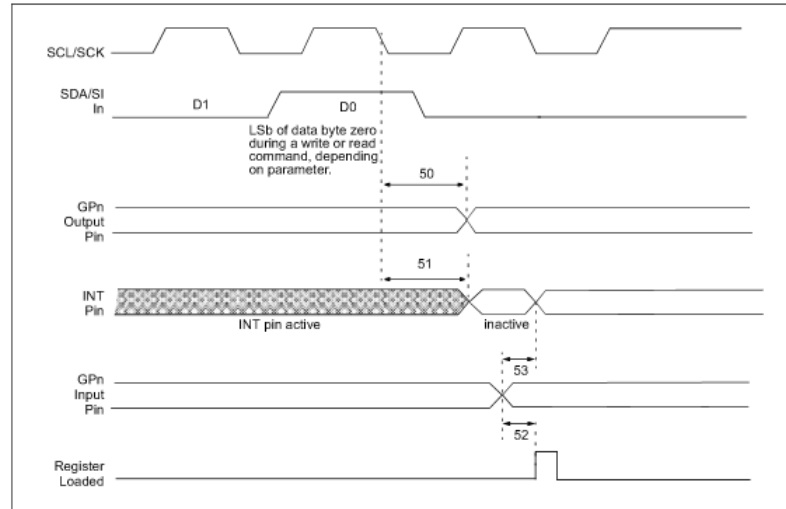 SCL/SCK
SDA/SI
In
D1
D0
LSb of data byte zero
during a write or read
command, depending
on parameter.
50
GPn
Output
Pin
51
INT
Pin
INT pin active
inactive
53
GPn
Input
Pin
52
Register
Loaded